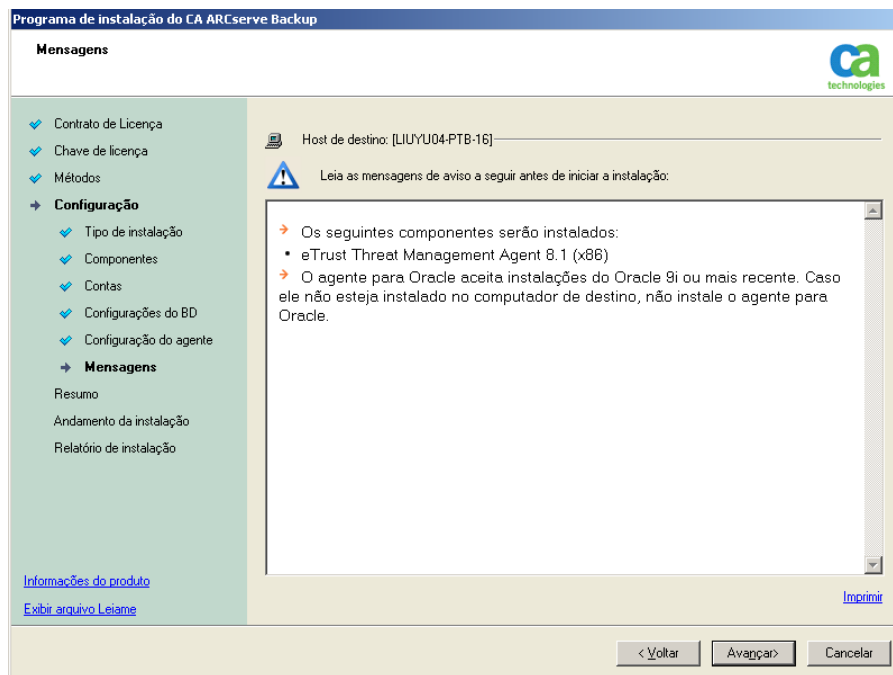 Programa de instalação do CA ARCserve Backup
Mensagens
ca
technologies
Contrato de Licença
Chave de licença
Métodos
Configuração
Tipo de instalação
Componentes
Contas
Configurações do BD
Configuração do agente
Mensagens
Resumo
Andamento da instalação
Relatório de instalação
Informações do produto
Exibir arquivo Leiame
Host de destino: [LIUYU04-PTB-16]
Leia as mensagens de aviso a seguir antes de iniciar a instalação:
Os seguintes componentes serão instalados:
• eTrust Threat Management Agent 8.1 (x86)
O agente para Oracle aceita instalações do Oracle 9i ou mais recente. Caso
ele não esteja instalado no computador de destino, não instale o agente para
Oracle.
Imprimir
< Voltar
Avançar>
Cancelar